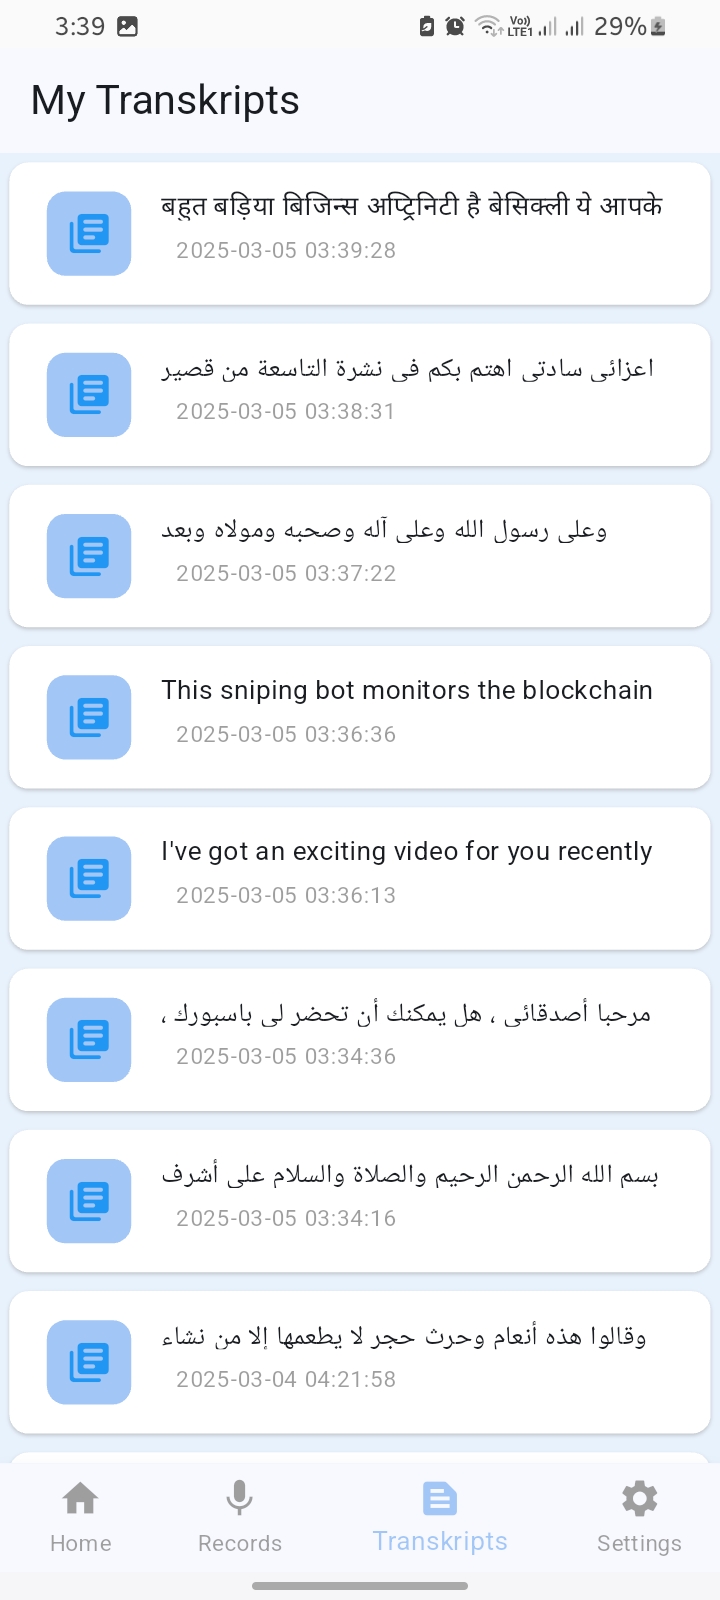 3:39
Vo))
LTE1
29%
My Transkripts
बहुत बड़िया बिजिन्स अप्ट्रिनिटी है बेसिक्ली ये आपके
2025-03-05 03:39:28
اعزائى سادتى اهتم بكم فى نشرة التاسعة من قصير
2025-03-05 03:38:31
وعلى رسول الله وعلى آله وصحبه ومولاه وبعد
2025-03-05 03:37:22
This sniping bot monitors the blockchain
2025-03-05 03:36:36
I've got an exciting video for you recently
2025-03-05 03:36:13
مرحبا أصدقائى ، هل يمكنك أن تحضر لى باسبورك ،
2025-03-05 03:34:36
بسم الله الرحمن الرحيم والصلاة والسلام على أشرف
2025-03-05 03:34:16
وقالوا هذه أنعام وحرث حجر لا يطعمها إلا من نشاء
2025-03-04 04:21:58
Home
Records
Transkripts
Settings